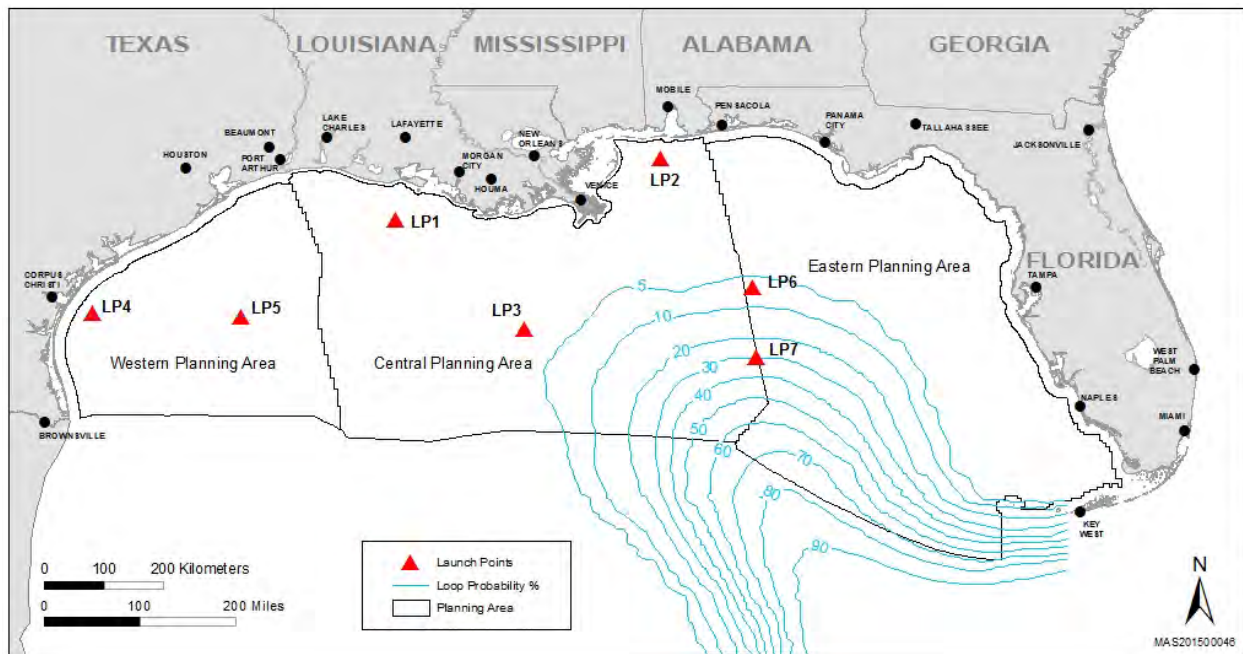 TEXAS
LOUISIANA
MISSISSIPPI
ALABAMA
GEORGIA
MOBILE
PENSACOLA
PANAMA
CITY
TALLAHASSEE
JACKSONVILLE
LAKE
CHARLES
LAFAYETTE
BEAUMONT
PORT
ARTHUR
HOUSTON
MORGAN
CITY
HOUMA
NEW
ORLEANS
VENICE
LP2
LP1
CORPUS
CHRISTI
LP4
LP5
LP3
LP6
LP7
Western Planning Area
Central Planning Area
Eastern Planning Area
FLORIDA
TAMPA
WEST
PALM
BEACH
NAPLES
MIAMI
BROWNSVILLE
KEY
WEST
5
10
20
30
40
50
60
70
80
90
0 100 200 Kilometers
0 100 200 Miles
Launch Points
Loop Probability %
Planning Area
N
MAS201500046